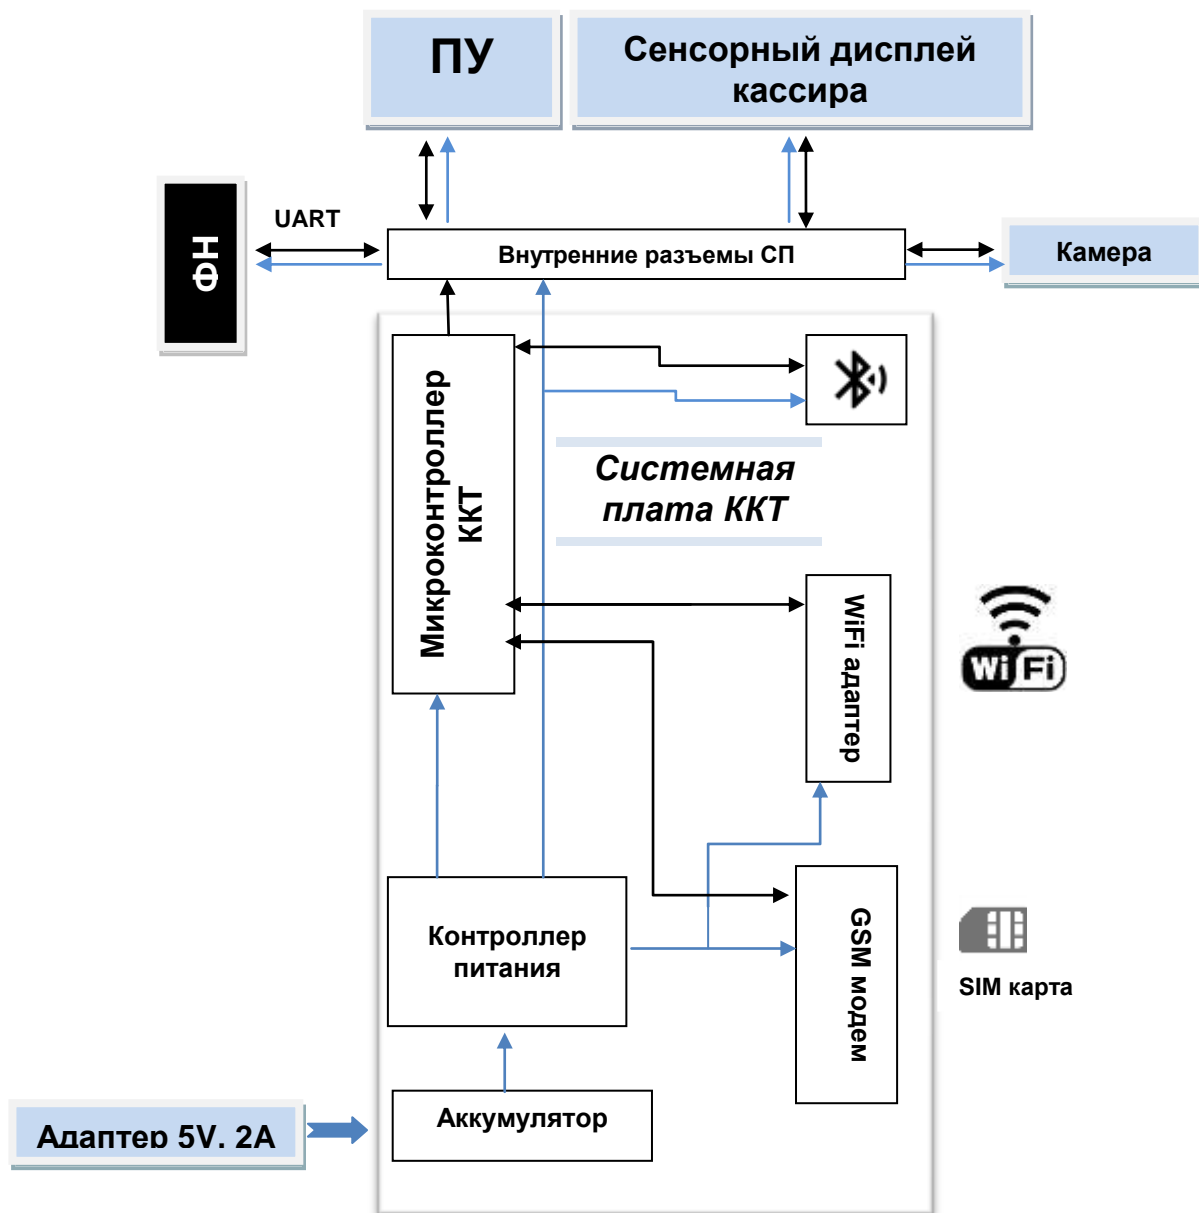 ПУ
Сенсорный дисплей
кассира
ФН
UART
Внутренние разъемы СП
Камера
Микроконтроллер
ККТ
Системная
плата ККТ
WiFi адаптер
Wi Fi
Контроллер
питания
GSM модем
SIM карта
Аккумулятор
Адаптер 5V. 2A